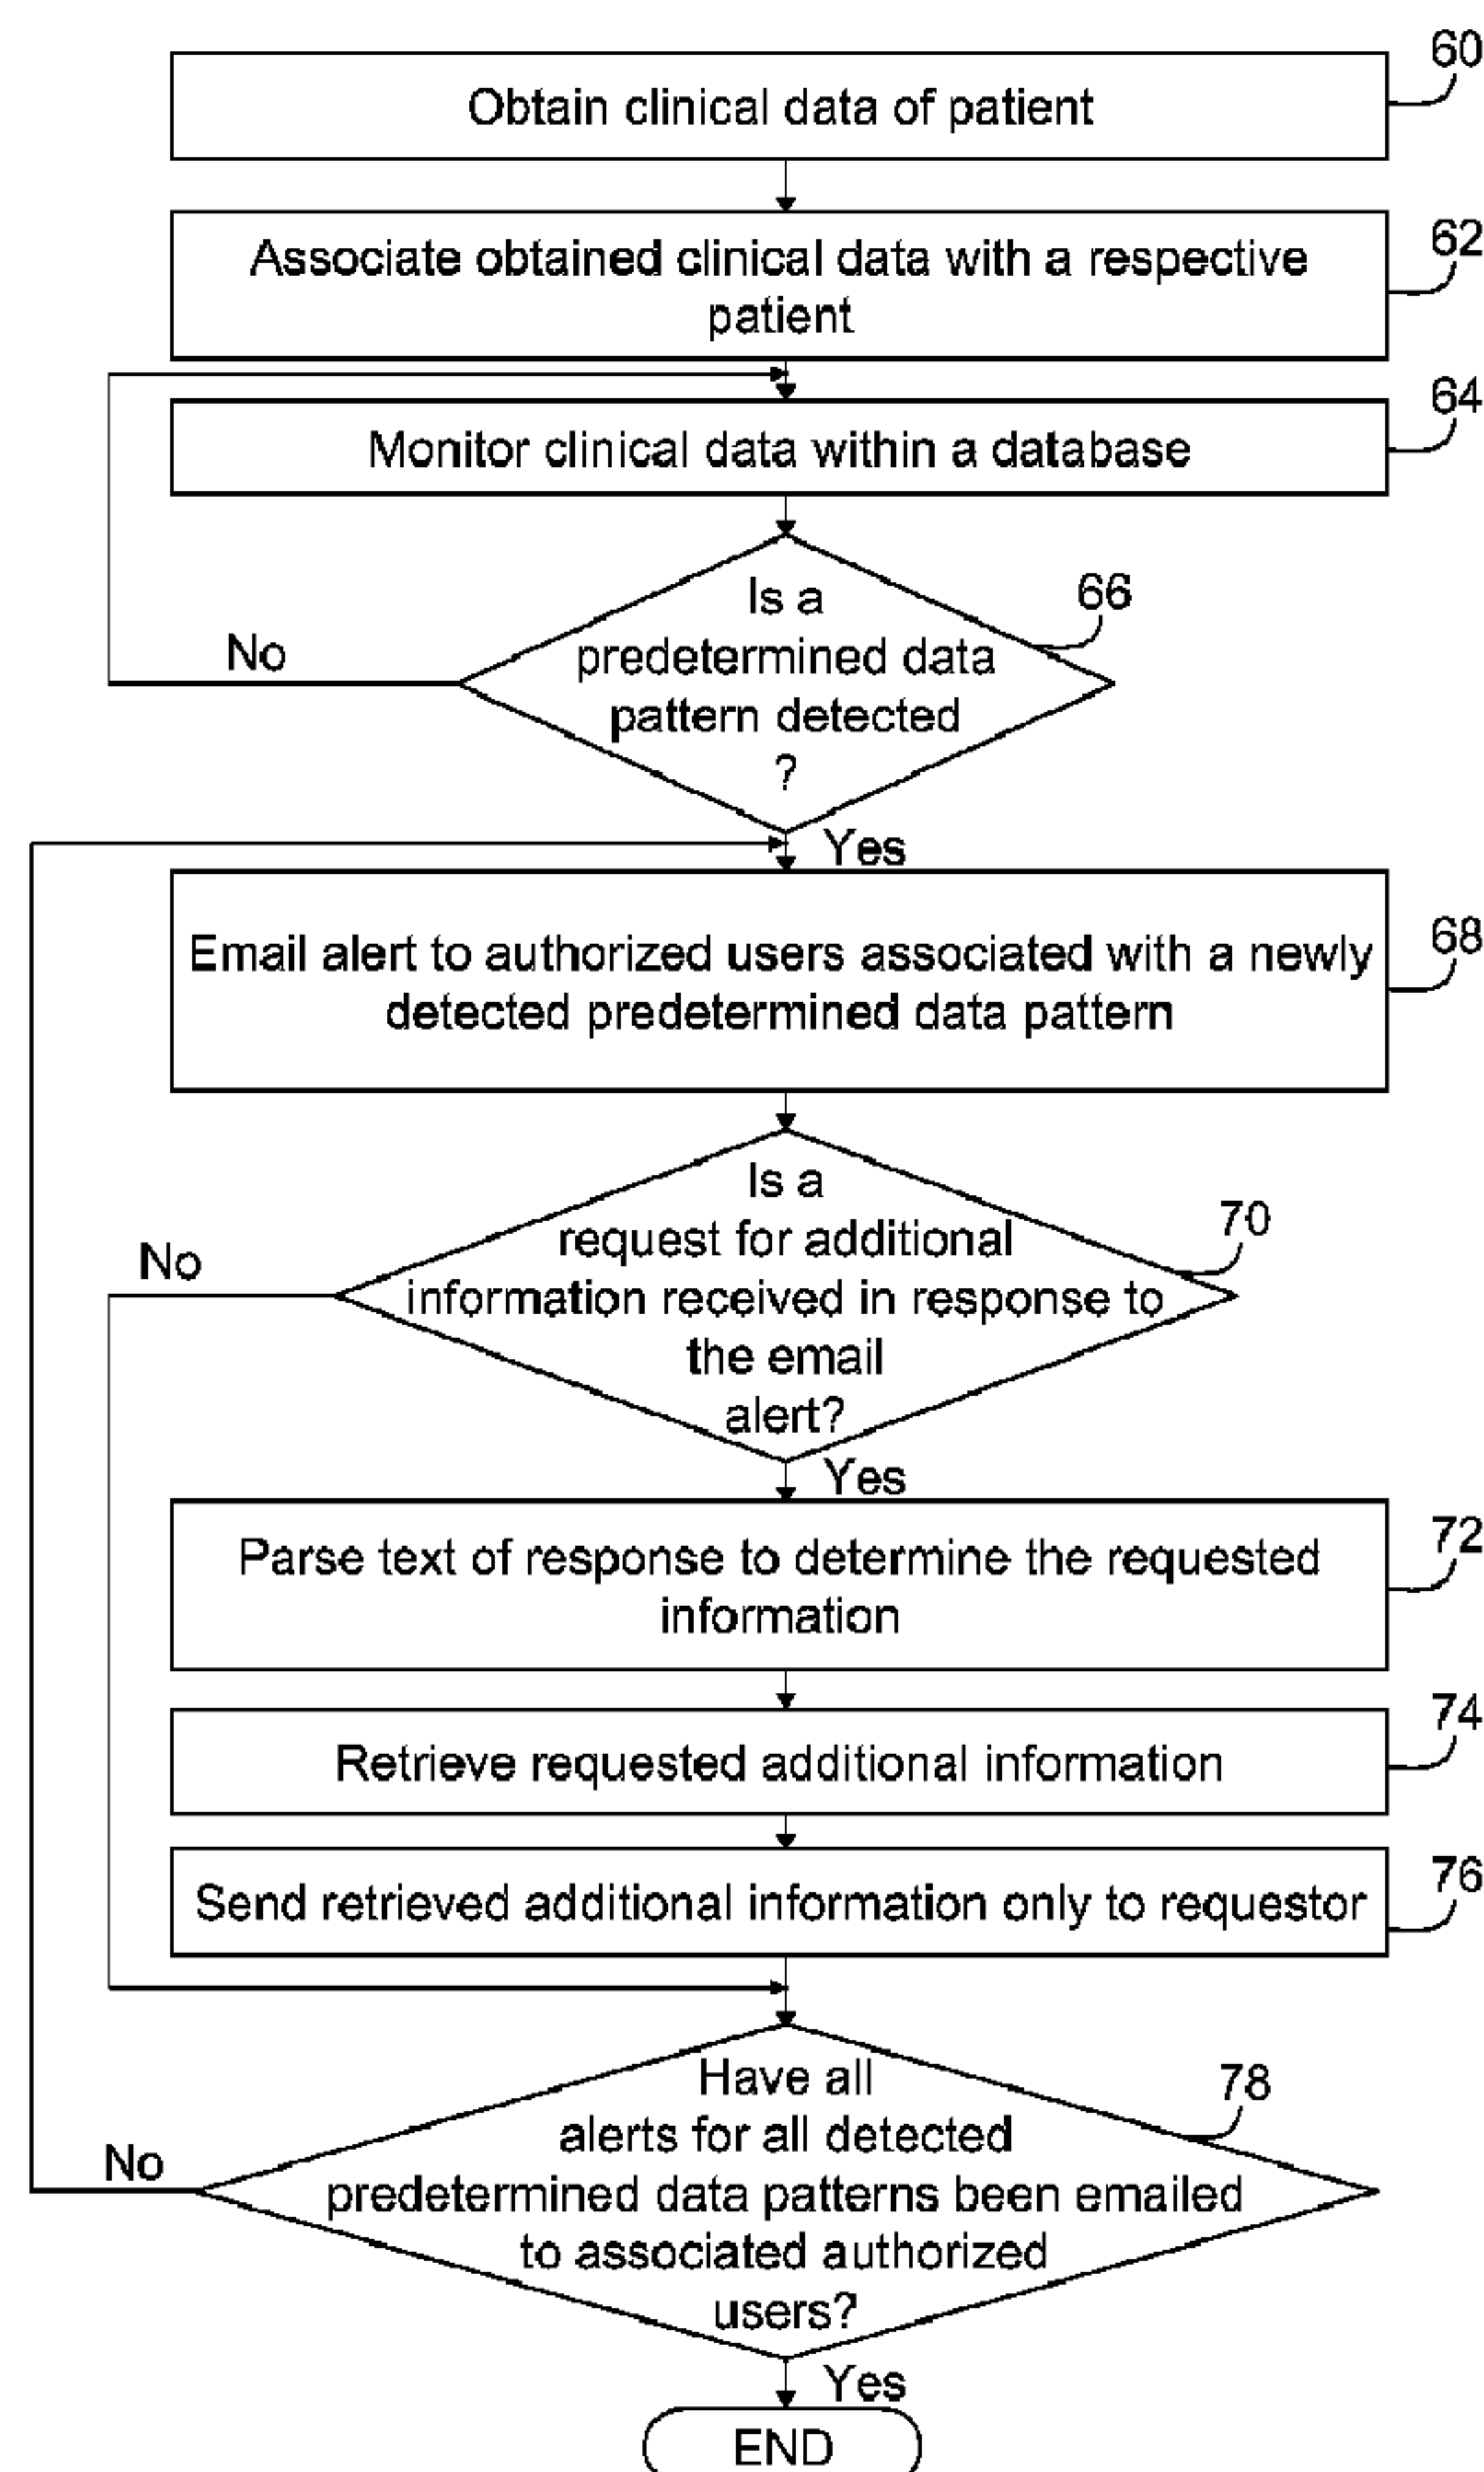 60
Obtain clinical data of patient
62
Associate obtained clinical data with a respective
patient
64
Monitor clinical data within a database
66
Is a
predetermined data
pattern detected
?
No
Yes
68
Email alert to authorized users associated with a newly
detected predetermined data pattern
70
Is a
request for additional
information received in response to
the email
alert?
No
Yes
72
Parse text of response to determine the requested
information
74
Retrieve requested additional information
76
Send retrieved additional information only to requestor
78
Have all
alerts for all detected
predetermined data patterns been emailed
to associated authorized
users?
No
Yes
END